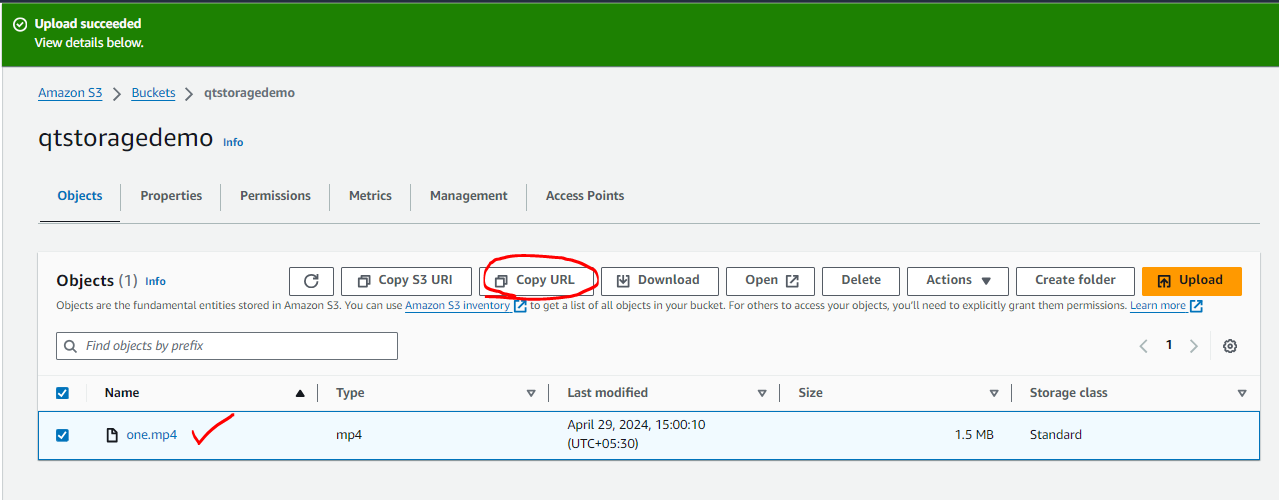 Upload succeeded
View details below.
Amazon S3 > Buckets > qtstoragedemo
qtstoragedemo Info
Objects Properties Permissions Metrics Management Access Points
Objects (1) Info Copy S3 URI Copy URL Download Open Delete Actions Create folder Upload
Objects are the fundamental entities stored in Amazon S3. You can use Amazon S3 inventory to get a list of all objects in your bucket. For others to access your objects, you'll need to explicitly grant them permissions. Learn more
Find objects by prefix 1
Name Type Last modified Size Storage class
one.mp4 mp4 April 29, 2024, 15:00:10 1.5 MB Standard
(UTC+05:30)